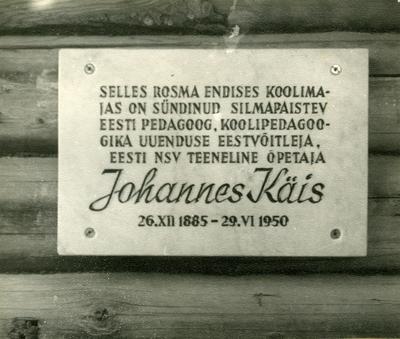 SELLES ROSMA ENDISES KOOLIMA-
JAS ON SÜNDINUD SILMAPAISTEV
EESTI PEDAGOOG, KOOLIPEDAGOO-
GIKA UUENDUSE EESTVÕITLEJA,
EESTI NSV TEENELINE ÕPETAJA
Johannes Käis
26.XII 1885 – 29.VI 1950